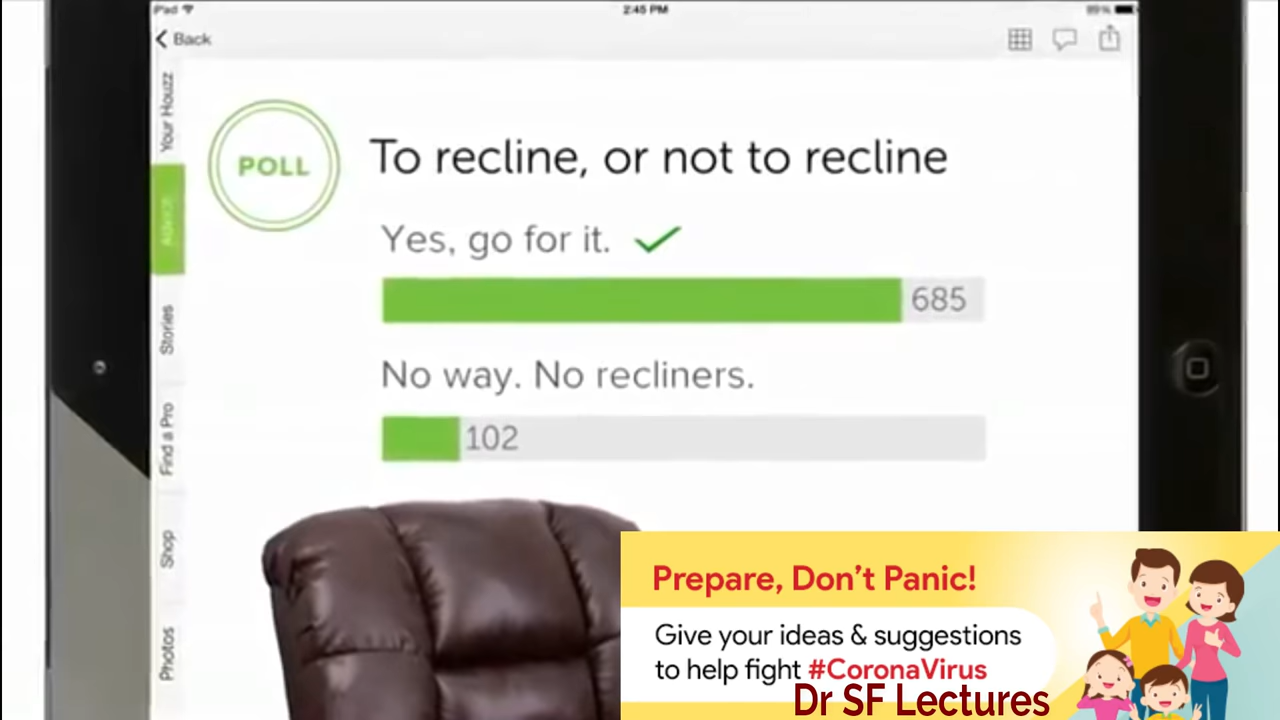 iPad 2:45 PM 89%
Back
Your Houzz
Advice
Stories
Find a Pro
Shop
Photos
POLL
To recline, or not to recline
Yes, go for it.
685
No way. No recliners.
102
Prepare, Don't Panic!
Give your ideas & suggestions
to help fight #CoronaVirus
Dr SF Lectures